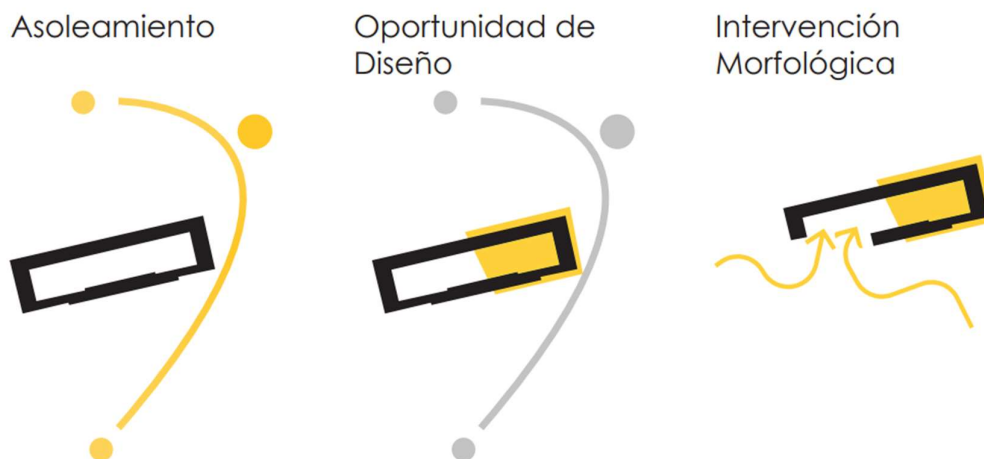 Asoleamiento
Oportunidad de
Diseño
Intervención
Morfológica